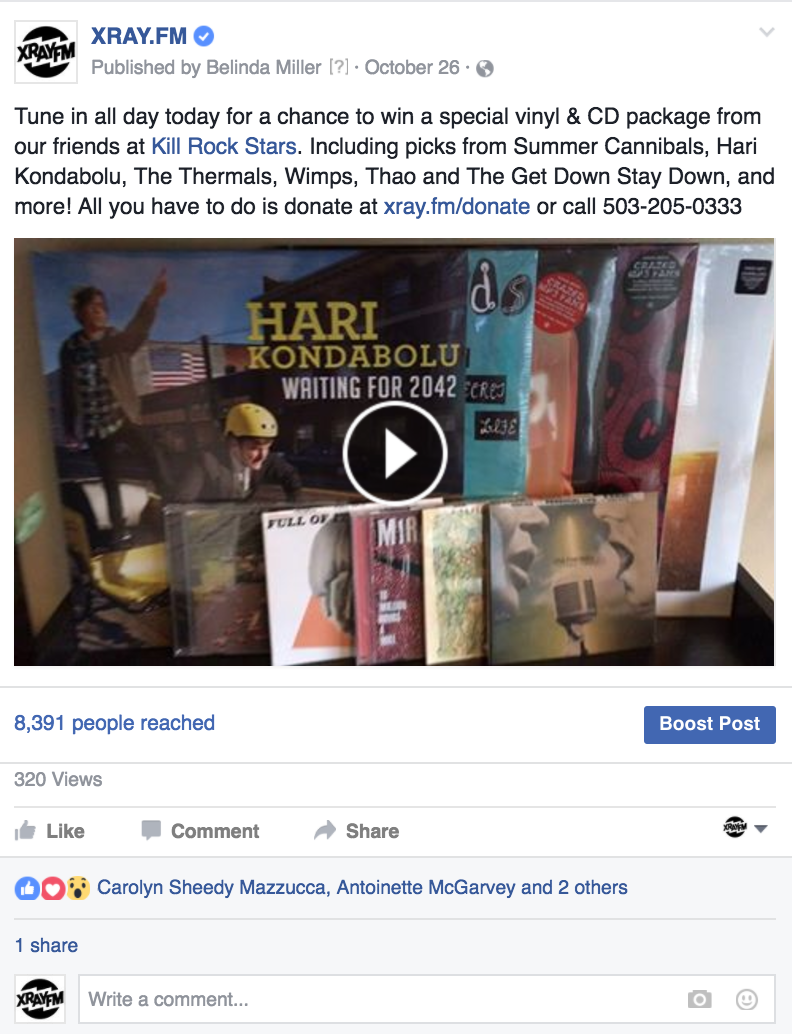 XRAY.FM
XRAYFM
Published by Belinda Miller [?] · October 26 ·
Tune in all day today for a chance to win a special vinyl & CD package from
our friends at Kill Rock Stars. Including picks from Summer Cannibals, Hari
Kondabolu, The Thermals, Wimps, Thao and The Get Down Stay Down, and
more! All you have to do is donate at xray.fm/donate or call 503-205-0333
HARI
KONDABOLU
WAITING FOR 2042
ds
LIFE
CRAZED
FULL OF
MIR
8,391 people reached
Boost Post
320 Views
Like
Comment
Share
XRAYFM
Carolyn Sheedy Mazzucca, Antoinette McGarvey and 2 others
1 share
XRAYFM
Write a comment...